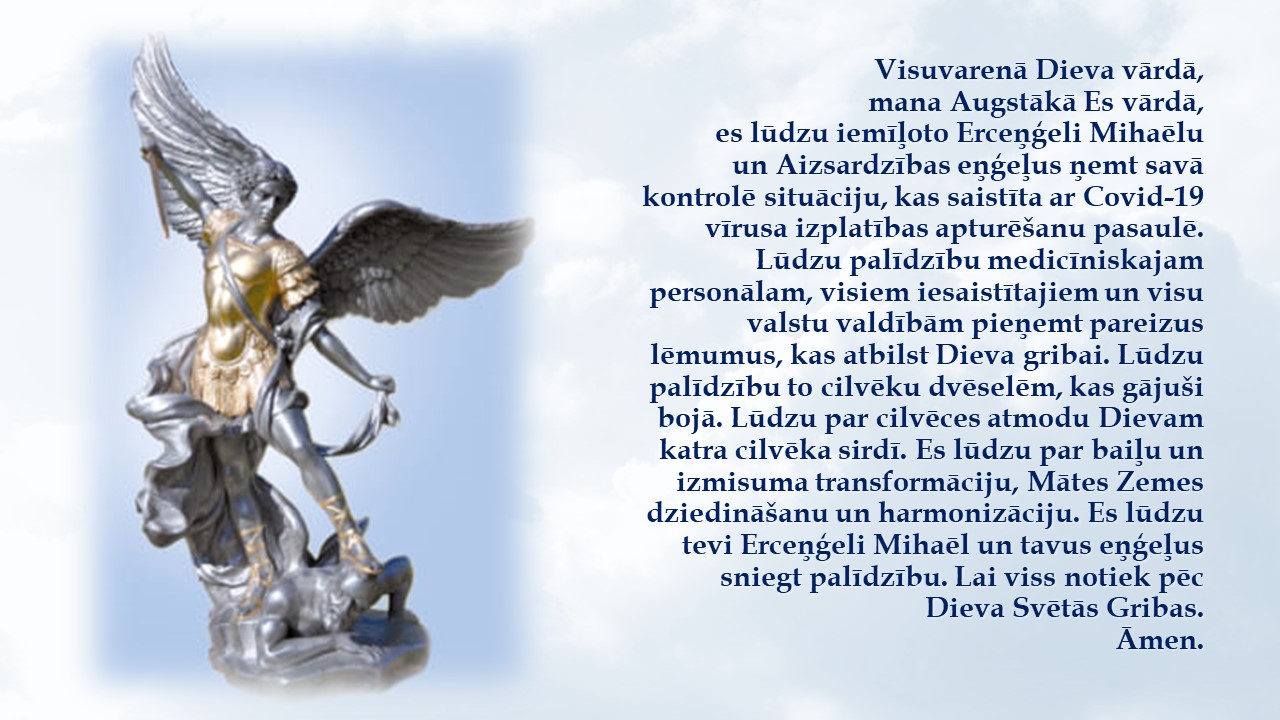 Visuvarenā Dieva vārdā,
mana Augstākā Es vārdā,
es lūdzu iemīļoto Erceņģeli Mihaēlu
un Aizsardzības eņģeļus ņemt savā
kontrolē situāciju, kas saistīta ar Covid-19
vīrusa izplatības apturēšanu pasaulē.
Lūdzu palīdzību medicīniskajam
personālam, visiem iesaistītajiem un visu
valstu valdībām pieņemt pareizus
lēmumus, kas atbilst Dieva gribai. Lūdzu
palīdzību to cilvēku dvēselēm, kas gājuši
bojā. Lūdzu par cilvēces atmodu Dievam
katra cilvēka sirdī. Es lūdzu par baiļu un
izmisuma transformāciju, Mātes Zemes
dziedināšanu un harmonizāciju. Es lūdzu
tevi Erceņģeli Mihaēl un tavus eņģeļus
sniegt palīdzību. Lai viss notiek pēc
Dieva Svētās Gribas.
Āmen.